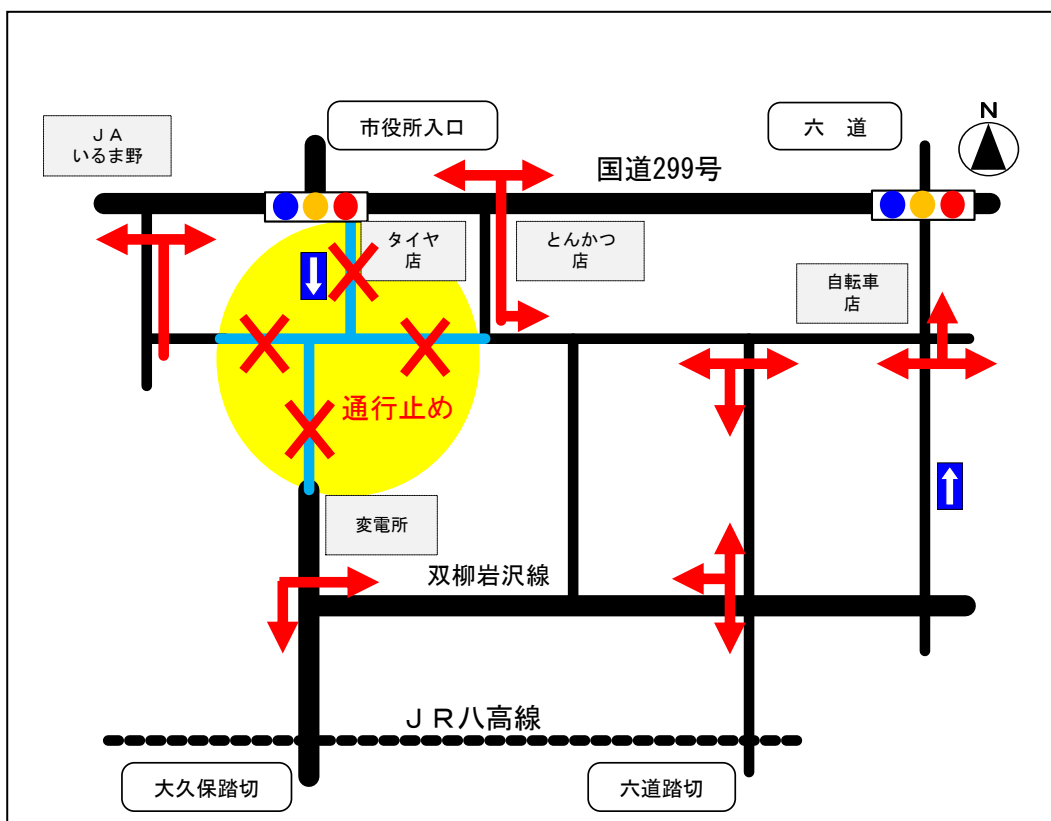 市役所入口
六　道
N
ＪＡ
いるま野
国道299号
タイヤ
店
とんかつ
店
自転車
店
通行止め
変電所
双柳岩沢線
ＪＲ八高線
大久保踏切
六道踏切